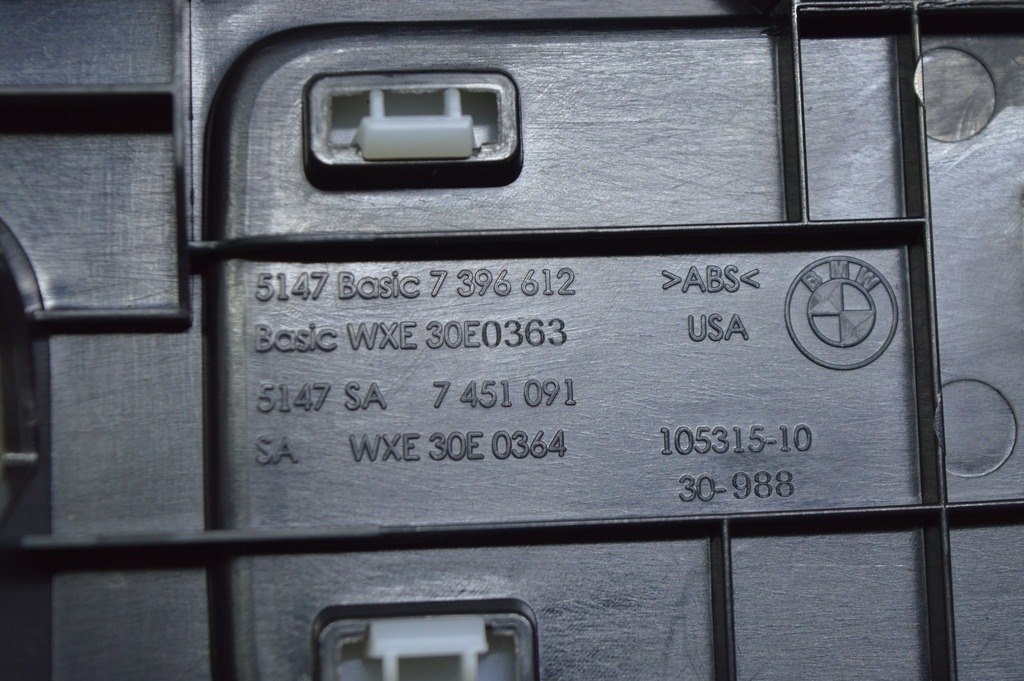 5147 Basic 7 396 612
Basic WXE 30E0363
5147 SA 7 451 091
SA WXE 30E 0364
>ABS<
USA
BMW
105315-10
30-988